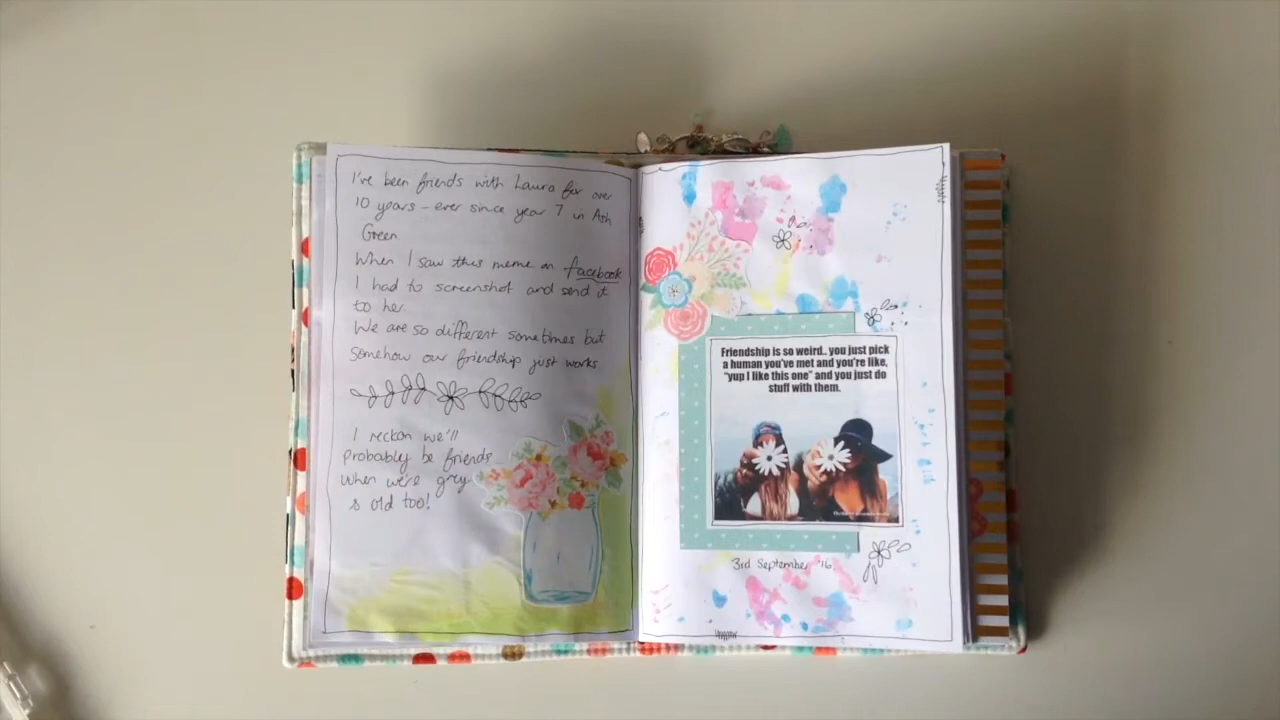 I've been friends with Laura for over
10 years - ever since year 7 in Ash
Green
When I saw this meme on facebook
I had to screenshot and send it
to her.
We are so different sometimes but
somehow our friendship just works
I reckon we'll
probably be friends
when we're grey
& old too!
Friendship is so weird.. you just pick
a human you've met and you're like,
"yup I like this one" and you just do
stuff with them.
3rd September '16